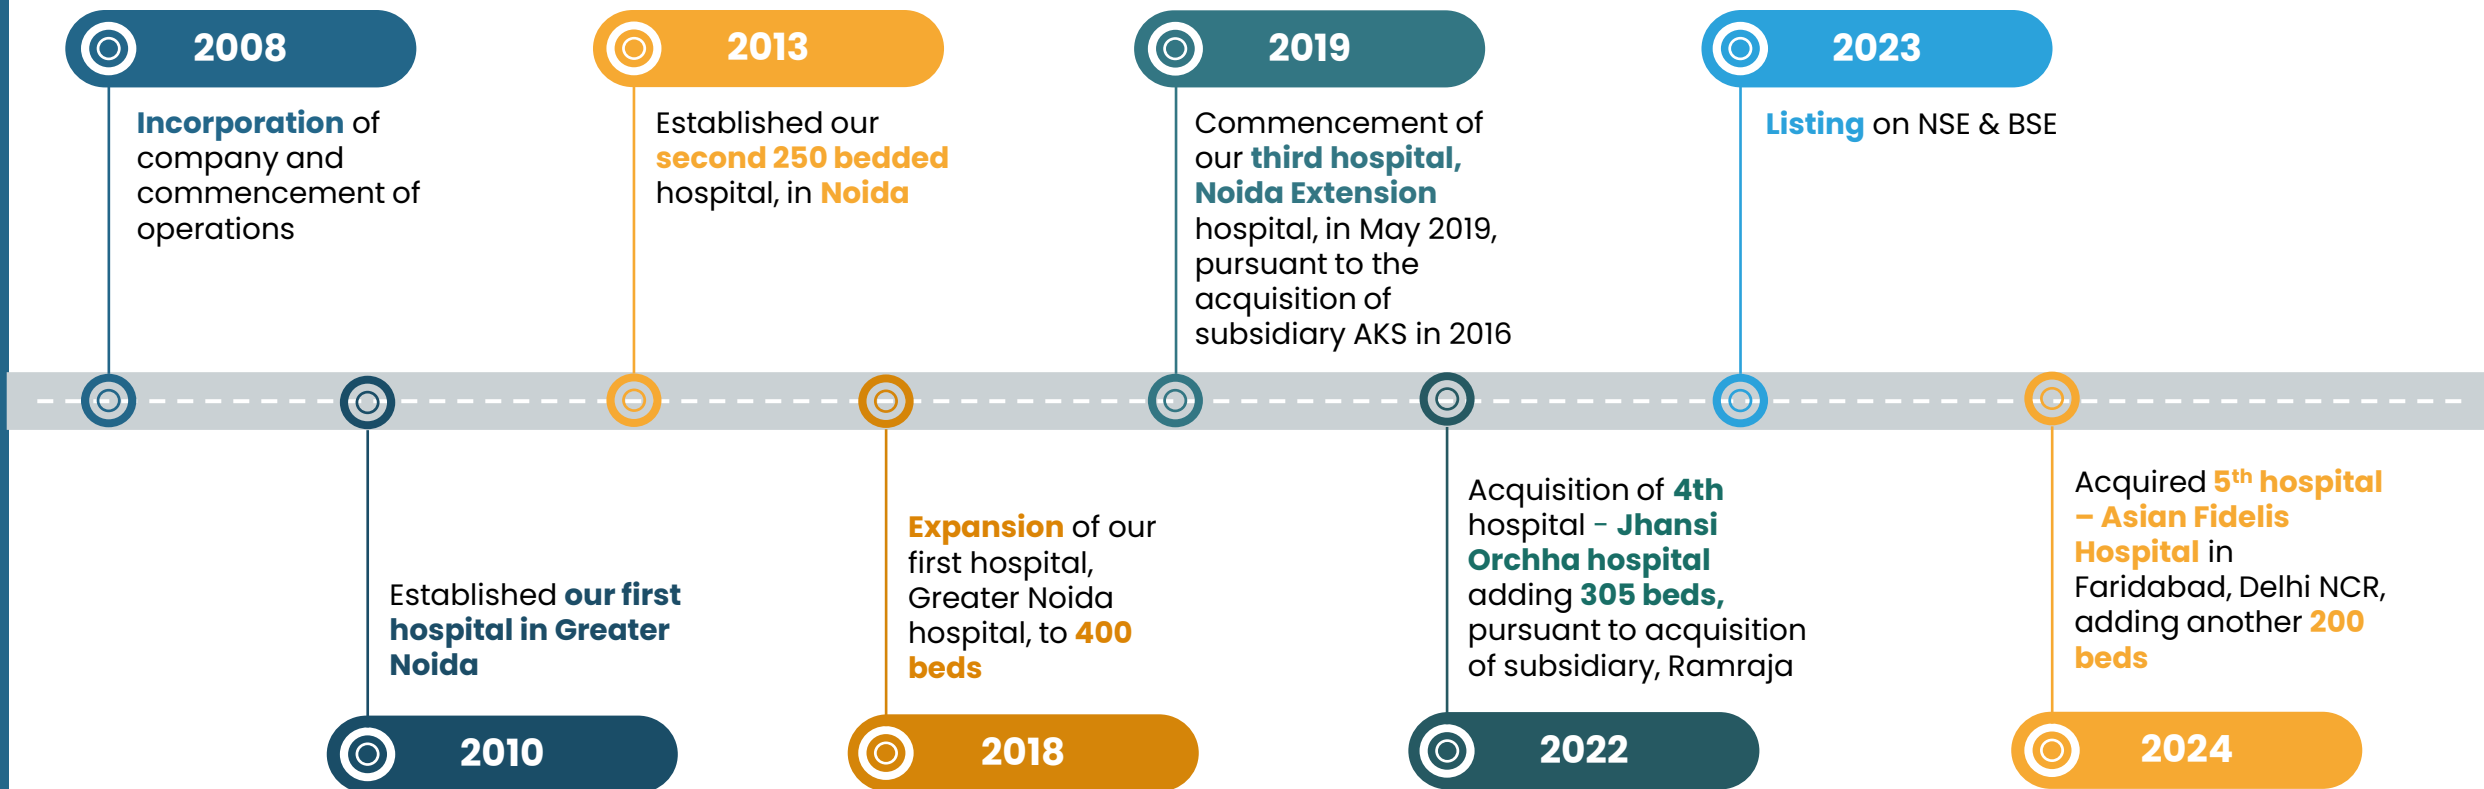 2008
Incorporation of
company and
commencement of
operations
2013
Established our
second 250 bedded
hospital, in Noida
2019
Commencement of
our third hospital,
Noida Extension
hospital, in May 2019,
pursuant to the
acquisition of
subsidiary AKS in 2016
2023
Listing on NSE & BSE
Established our first
hospital in Greater
Noida
2010
Expansion of our
first hospital,
Greater Noida
hospital, to 400
beds
2018
Acquisition of 4th
hospital - Jhansi
Orchha hospital
adding 305 beds,
pursuant to acquisition
of subsidiary, Ramraja
2022
Acquired 5th hospital
– Asian Fidelis
Hospital in
Faridabad, Delhi NCR,
adding another 200
beds
2024